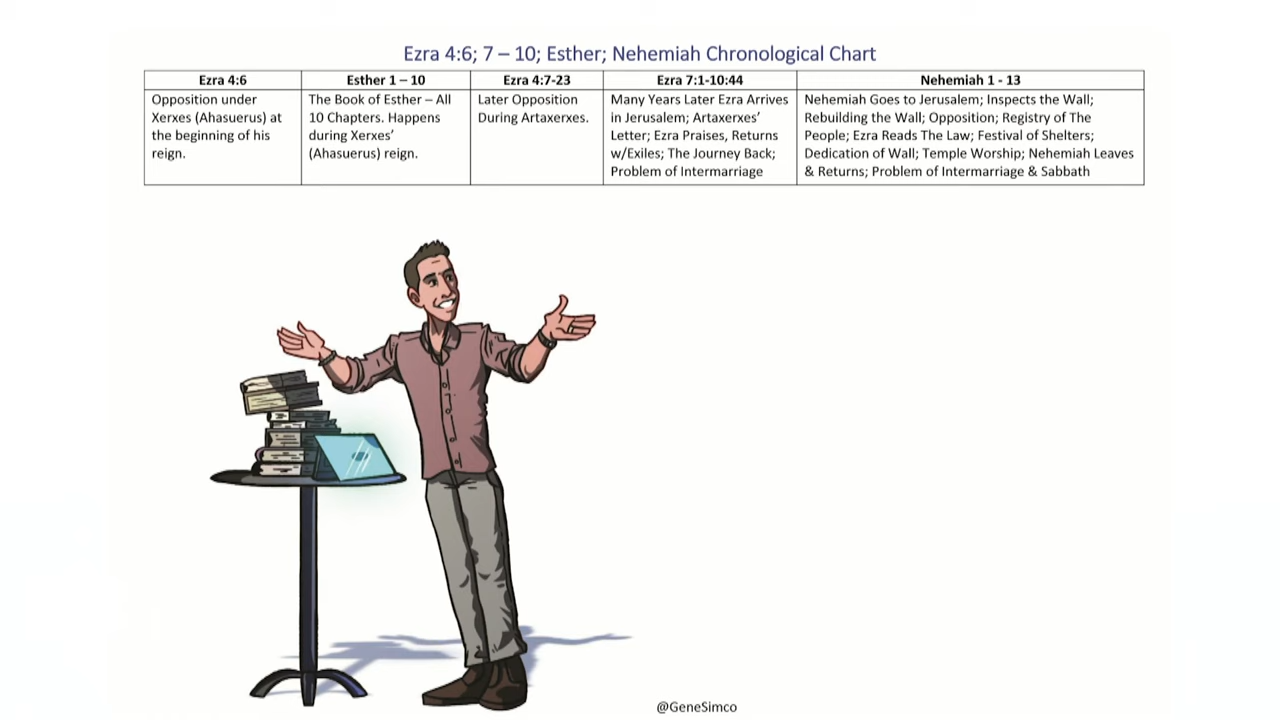 Ezra 4:6; 7 – 10; Esther; Nehemiah Chronological Chart
Ezra 4:6
Opposition under
Xerxes (Ahasuerus) at
the beginning of his
reign.
Esther 1 – 10
The Book of Esther – All
10 Chapters. Happens
during Xerxes’
(Ahasuerus) reign.
Ezra 4:7-23
Later Opposition
During Artaxerxes.
Ezra 7:1-10:44
Many Years Later Ezra Arrives
in Jerusalem; Artaxerxes’
Letter; Ezra Praises, Returns
w/Exiles; The Journey Back;
Problem of Intermarriage
Nehemiah 1 - 13
Nehemiah Goes to Jerusalem; Inspects the Wall;
Rebuilding the Wall; Opposition; Registry of The
People; Ezra Reads The Law; Festival of Shelters;
Dedication of Wall; Temple Worship; Nehemiah Leaves
& Returns; Problem of Intermarriage & Sabbath
@GeneSimco